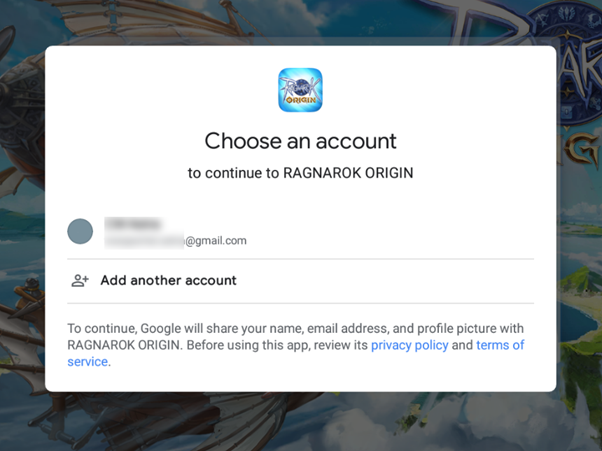 ORIGIN
Choose an account
to continue to RAGNAROK ORIGIN
@gmail.com
Add another account
To continue, Google will share your name, email address, and profile picture with
RAGNAROK ORIGIN. Before using this app, review its privacy policy and terms of
service.